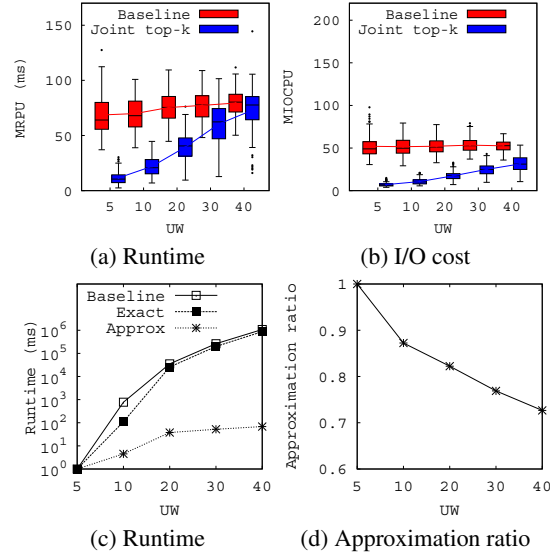 Baseline
Joint top-k
MRPU (ms)
150
100
50
0
5 10 20 30 40
UW
(a) Runtime
Baseline
Joint top-k
MIOCPU
150
100
50
0
5 10 20 30 40
UW
(b) I/O cost
Baseline
Exact
Approx
Runtime (ms)
10^6
10^5
10^4
10^3
10^2
10^1
10^0
5 10 20 30 40
UW
(c) Runtime
Approximation ratio
1
0.9
0.8
0.7
0.6
5 10 20 30 40
UW
(d) Approximation ratio